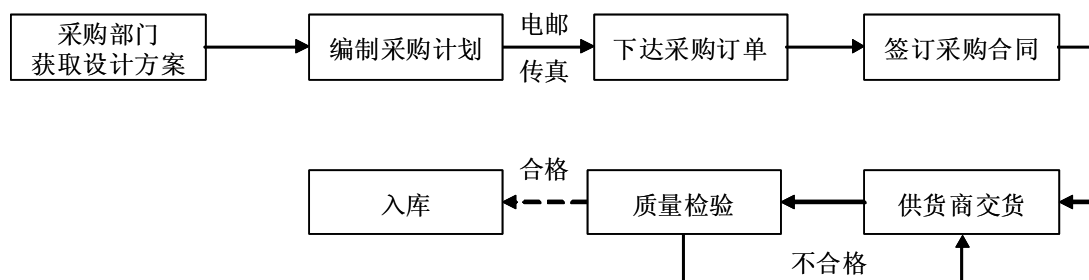 采购部门
获取设计方案
编制采购计划
电邮
传真
下达采购订单
签订采购合同
入库
合格
质量检验
供货商交货
不合格